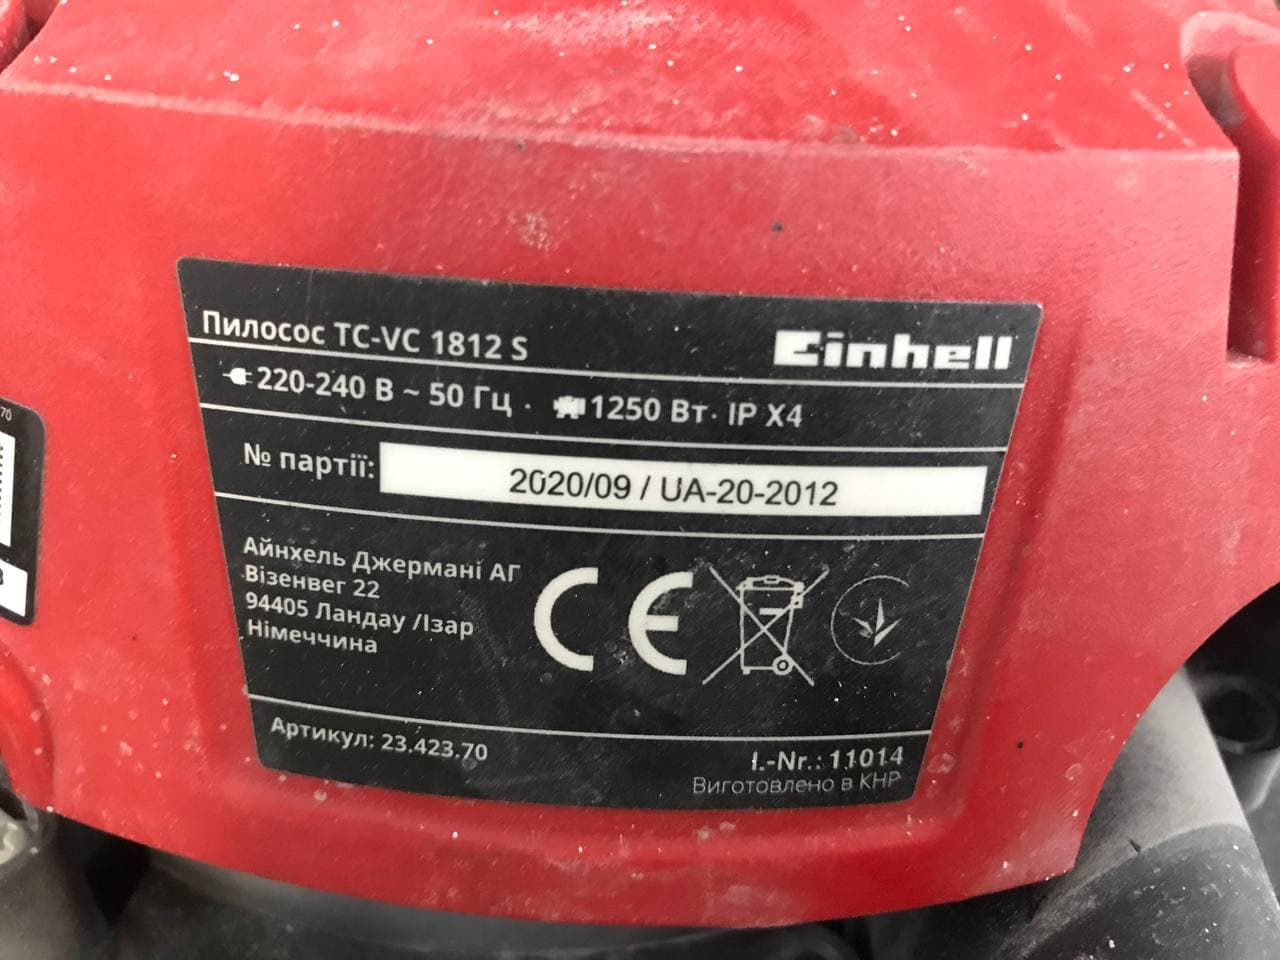 Пилосос TC-VC 1812 S
Einhell
220-240 В ~ 50 Гц · 1250 Вт · IP X4
№ партії: 2020/09 / UA-20-2012
Айнхель Джермані АГ
Візенвег 22
94405 Ландау /Ізар
Німеччина
CE
Артикул: 23.423.70
I.-Nr.: 11014
Виготовлено в КНР
70